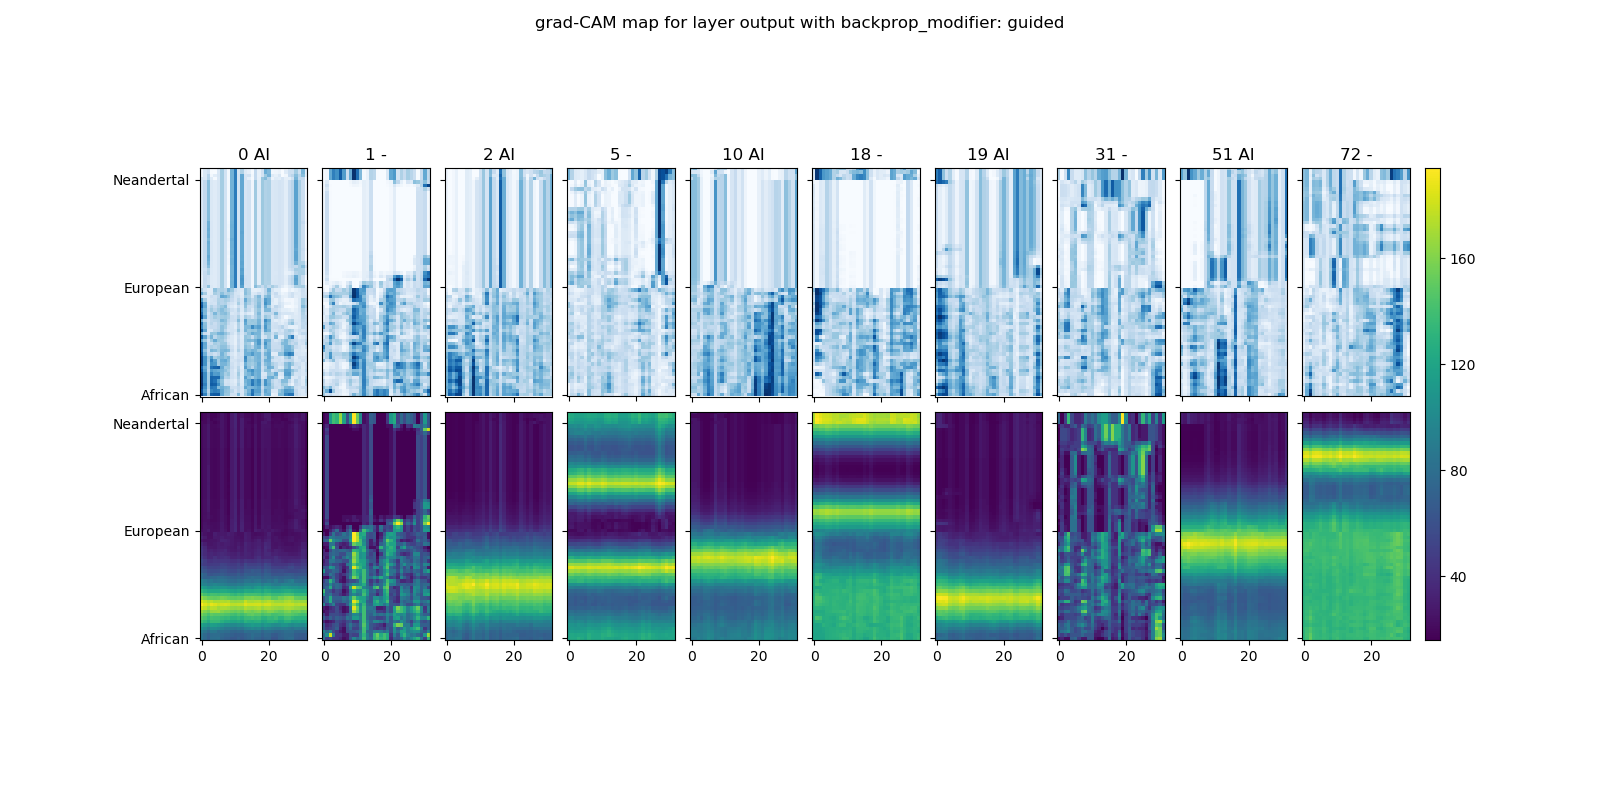 grad-CAM map for layer output with backprop_modifier: guided
0 AI 1 - 2 AI 5 - 10 AI 18 - 19 AI 31 - 51 AI 72 -
Neandertal
European
African
Neandertal
European
African
160
120
80
40
0 20 0 20 0 20 0 20 0 20 0 20 0 20 0 20 0 20 0 20